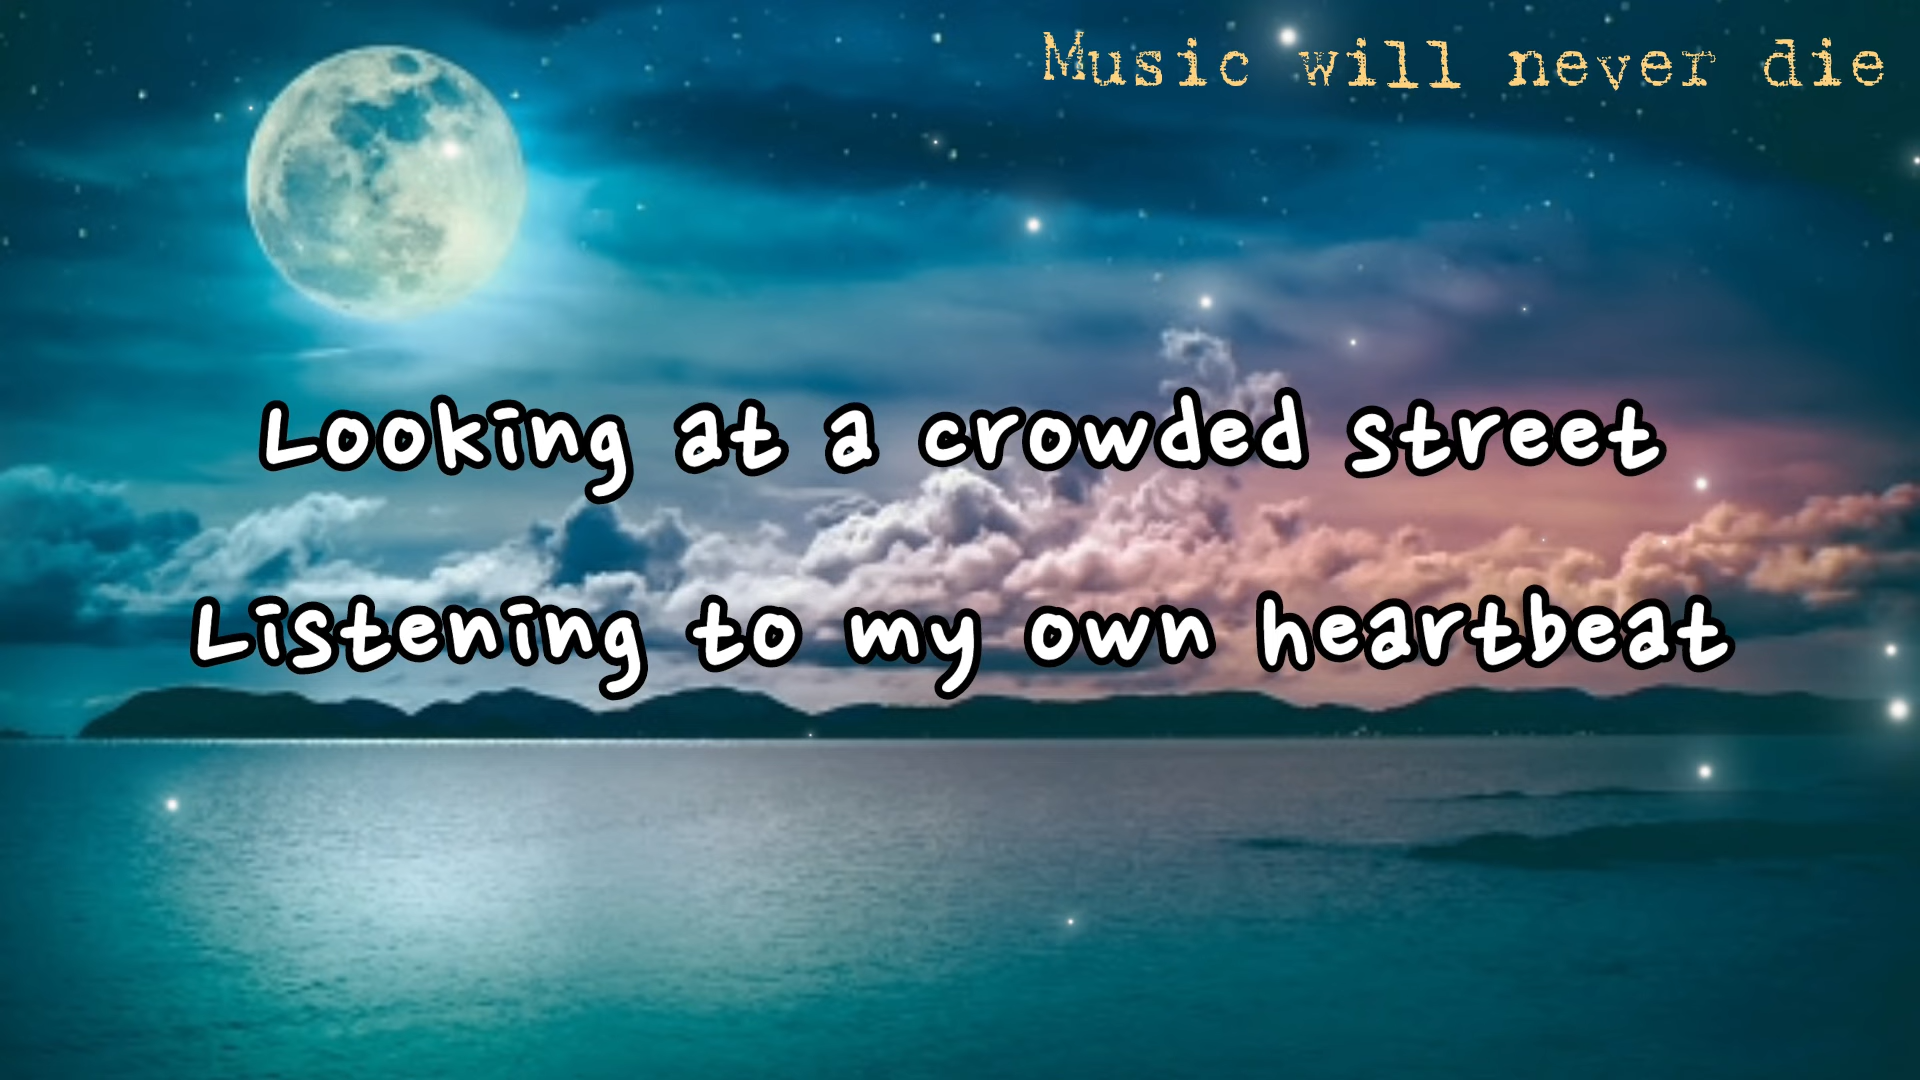 Music will never die
Looking at a crowded street
Listening to my own heartbeat